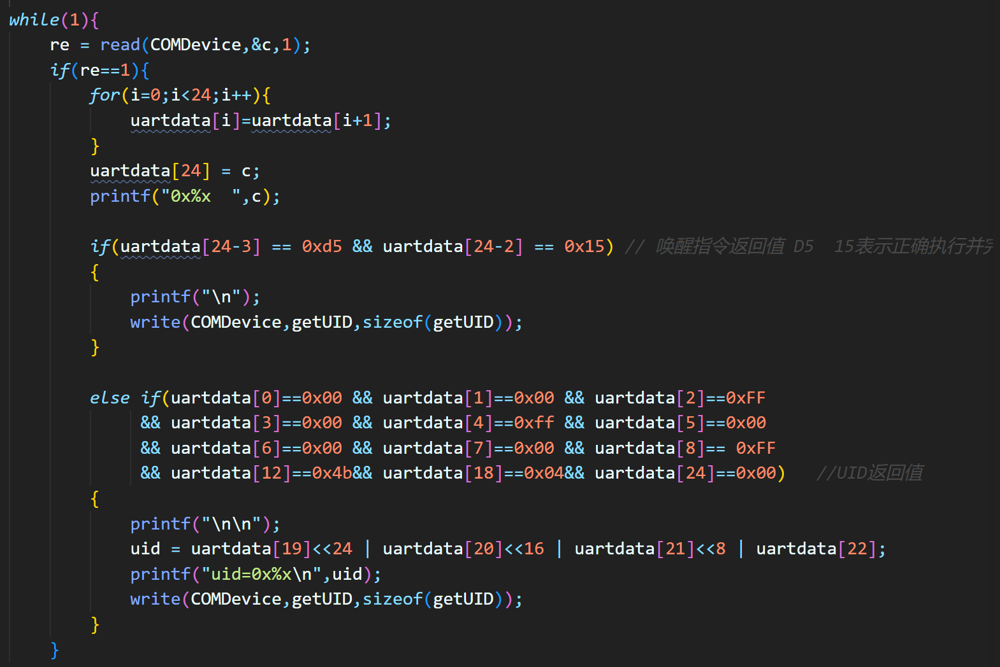 while(1){
    re = read(COMDevice,&c,1);
    if(re==1){
        for(i=0;i<24;i++){
            uartdata[i]=uartdata[i+1];
        }
        uartdata[24] = c;
        printf("0x%x  ",c);
        if(uartdata[24-3] == 0xd5 && uartdata[24-2] == 0x15) // 唤醒指令返回值 D5  15表示正确执行并
        {
            printf("\n");
            write(COMDevice,getUID,sizeof(getUID));
        }
        else if(uartdata[0]==0x00 && uartdata[1]==0x00 && uartdata[2]==0xFF
             && uartdata[3]==0x00 && uartdata[4]==0xff && uartdata[5]==0x00
             && uartdata[6]==0x00 && uartdata[7]==0x00 && uartdata[8]== 0xFF
             && uartdata[12]==0x4b&& uartdata[18]==0x04&& uartdata[24]==0x00)   //UID返回值
        {
            printf("\n\n");
            uid = uartdata[19]<<24 | uartdata[20]<<16 | uartdata[21]<<8 | uartdata[22];
            printf("uid=0x%x\n",uid);
            write(COMDevice,getUID,sizeof(getUID));
        }
    }